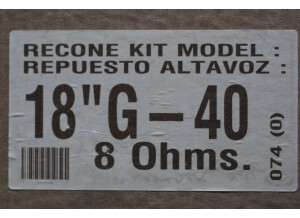 RECONE KIT MODEL :
REPUESTO ALTAVOZ :
18"G-40
8 Ohms.
074 (0)